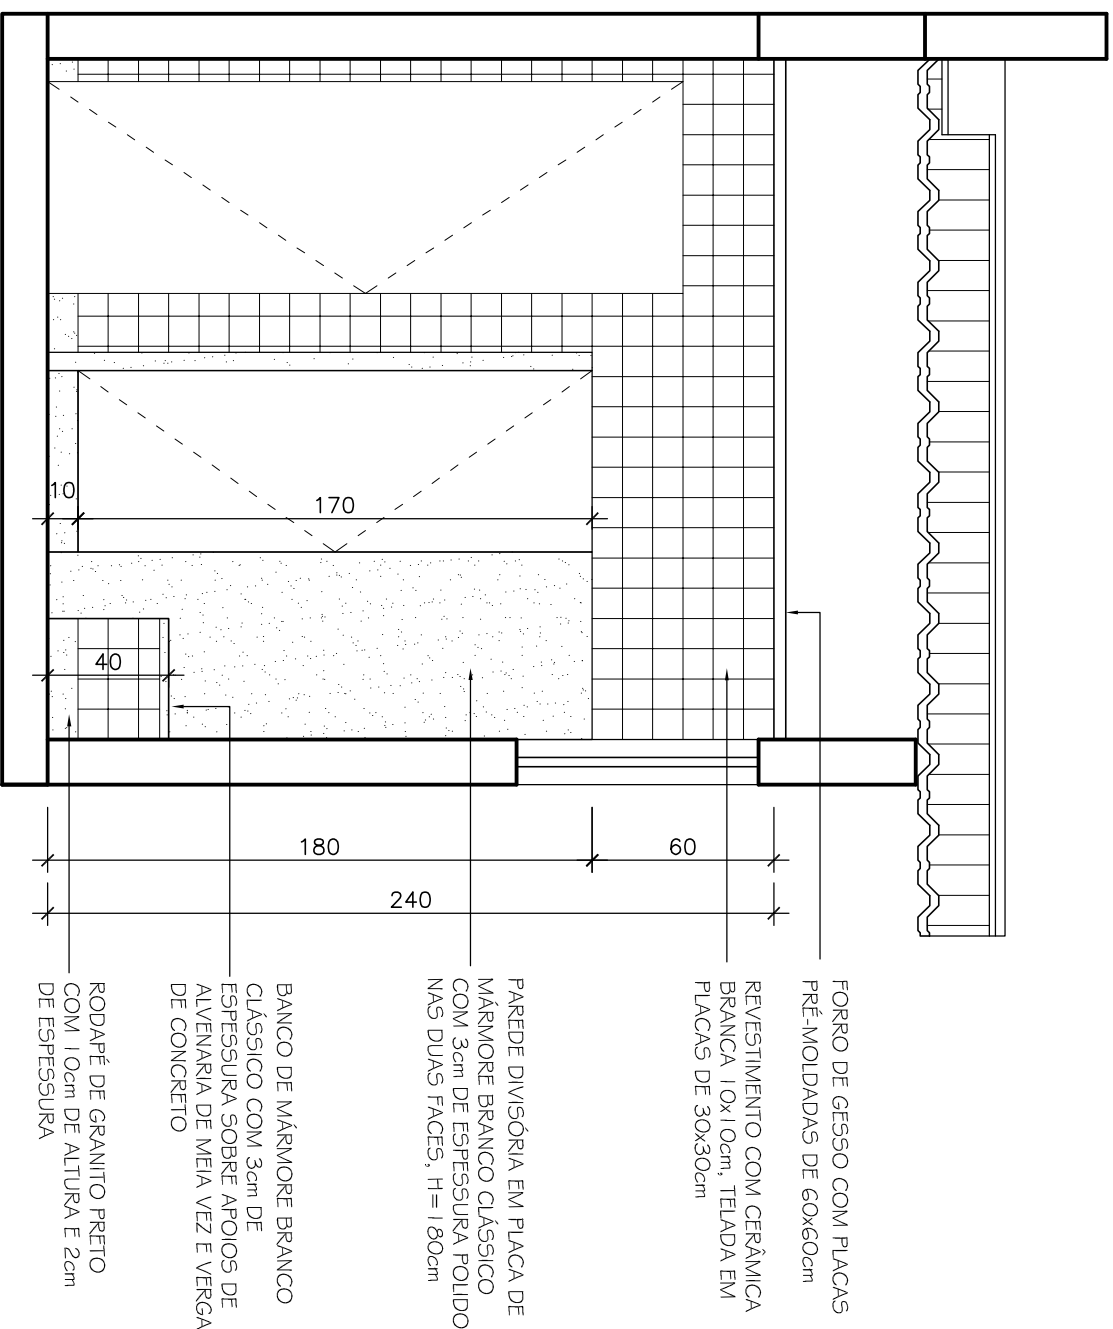 FORRO DE GESSO COM PLACAS
PRÉ-MOLDADAS DE 60x60cm
REVESTIMENTO COM CERÂMICA
BRANCA 10x10cm, TELADA EM
PLACAS DE 30x30cm
PAREDE DIVISÓRIA EM PLACA DE
MÁRMORE BRANCO CLÁSSICO
COM 3cm DE ESPESSURA POLIDO
NAS DUAS FACES, H=180cm
BANCO DE MÁRMORE BRANCO
CLÁSSICO COM 3cm DE
ESPESSURA SOBRE APOIOS DE
ALVENARIA DE MEIA VEZ E VERGA
DE CONCRETO
RODAPÉ DE GRANITO PRETO
COM 10cm DE ALTURA E 2cm
DE ESPESSURA
10
170
40
180
60
240